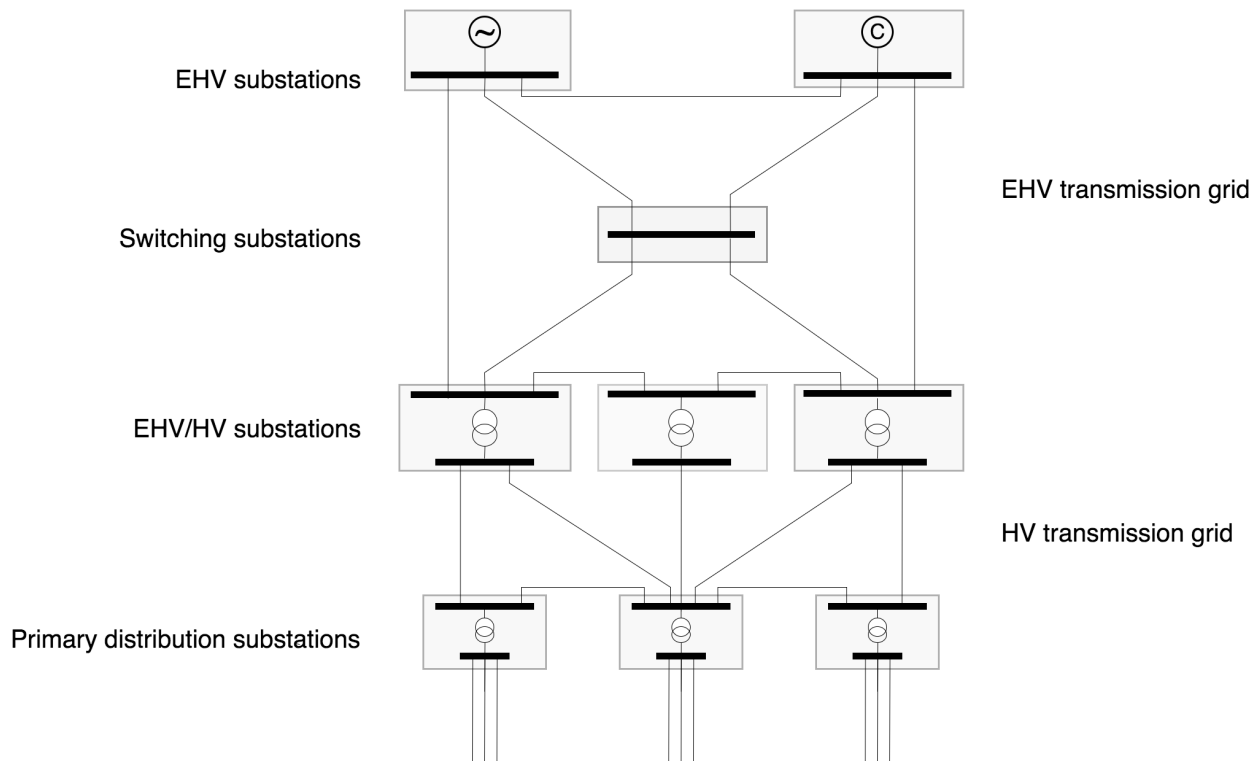 ~
C
EHV substations
EHV transmission grid
Switching substations
EHV/HV substations
HV transmission grid
Primary distribution substations